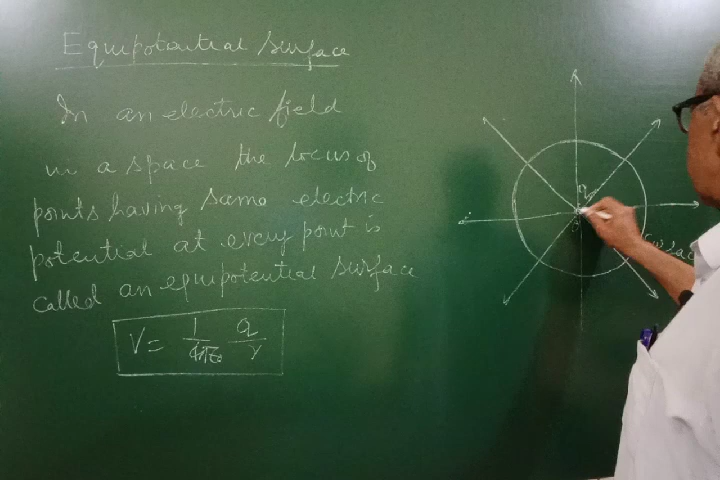 Equipotential Surface
In an electric field
in a space the locus of
points having same electric
potential at every point is
called an equipotential surface
V = 1/4πε₀ Q/r
Q